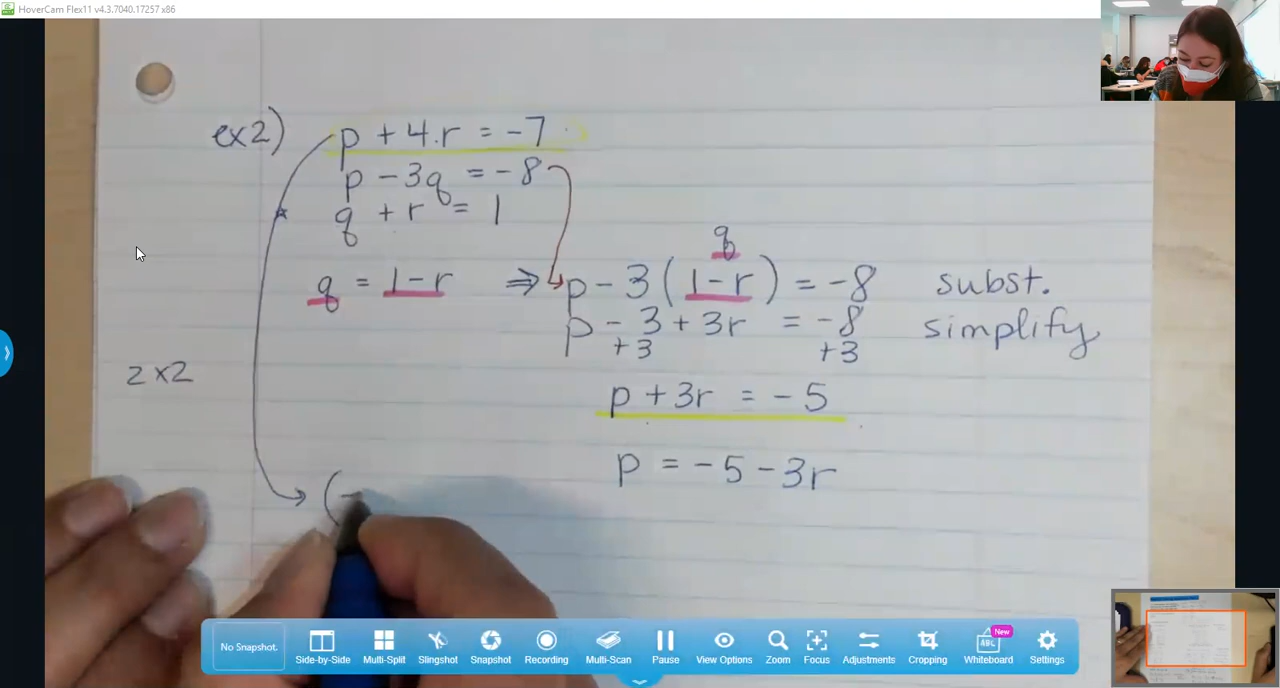 HoverCam Flex11 v4.3.7040.17257 x86
ex2) p + 4r = -7
p - 3q = -8
q + r = 1
q
q = 1 - r ⇒ p - 3(1 - r) = -8 subst.
p - 3 + 3r = -8 simplify
+3 +3
2x2
p + 3r = -5
p = -5 - 3r
(-
No Snapshot.
Side-by-Side Multi-Split Slingshot Snapshot Recording Multi-Scan Pause View Options Zoom Focus Adjustments Cropping ABC New Whiteboard Settings